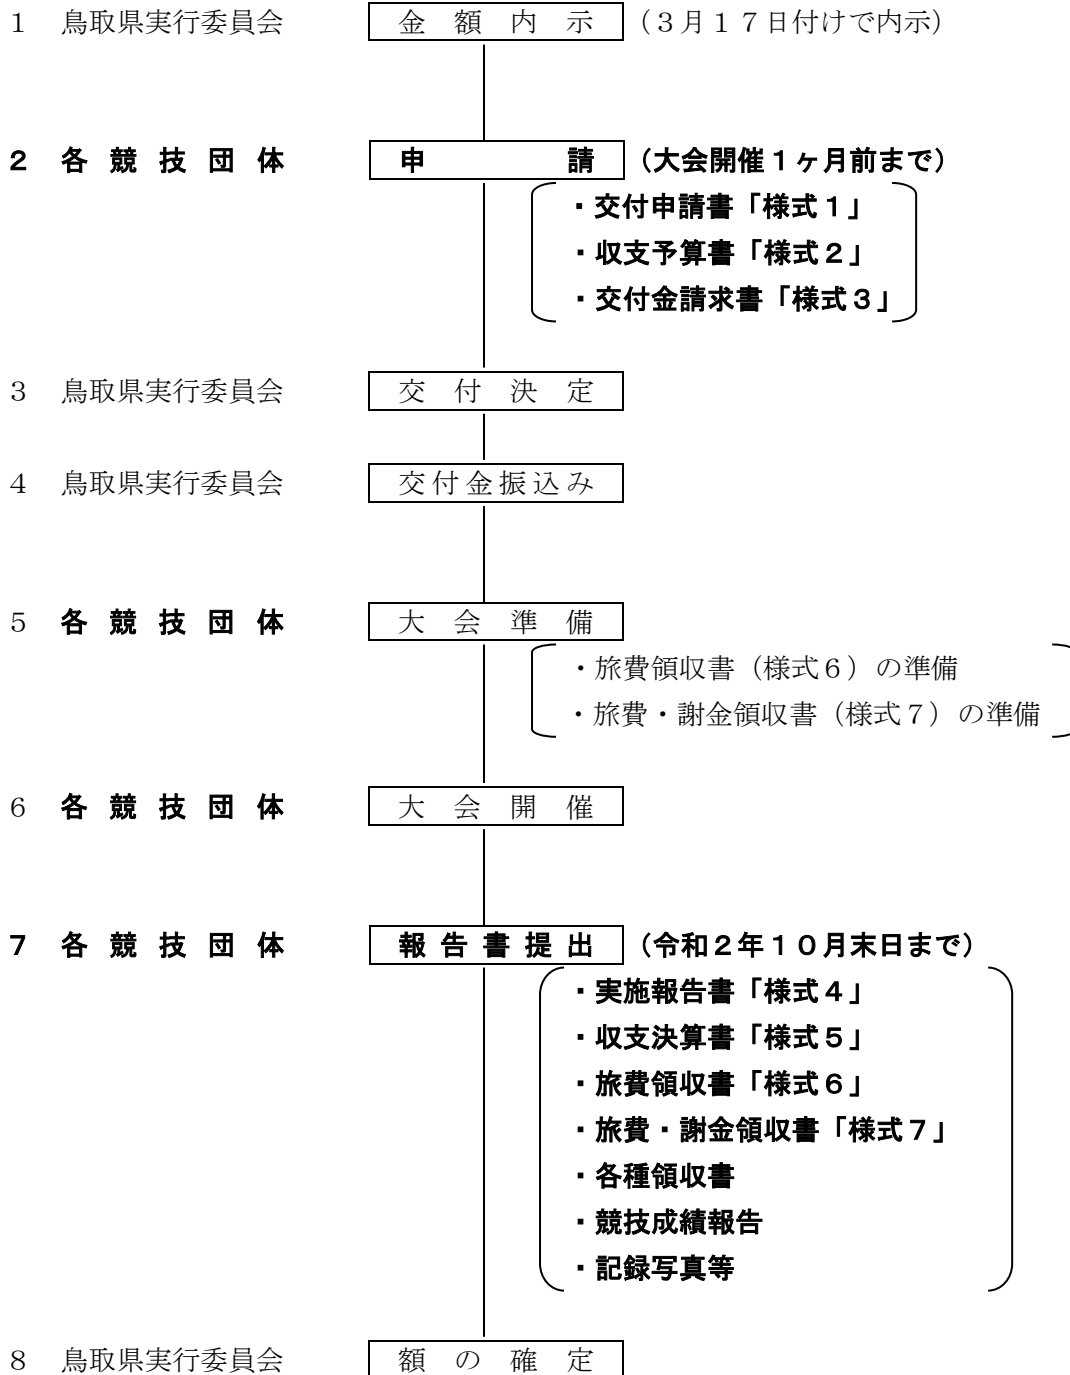 １　鳥取県実行委員会　金　額　内　示　（３月１７日付けで内示）
２　各　競　技　団　体　申　　　　　請　（大会開催１ヶ月前まで）
・交付申請書「様式１」
・収支予算書「様式２」
・交付金請求書「様式３」
３　鳥取県実行委員会　交　付　決　定
４　鳥取県実行委員会　交付金振込み
５　各　競　技　団　体　大　会　準　備
・旅費領収書（様式６）の準備
・旅費・謝金領収書（様式７）の準備
６　各　競　技　団　体　大　会　開　催
７　各　競　技　団　体　報　告　書　提　出　（令和２年１０月末日まで）
・実施報告書「様式４」
・収支決算書「様式５」
・旅費領収書「様式６」
・旅費・謝金領収書「様式７」
・各種領収書
・競技成績報告
・記録写真等
８　鳥取県実行委員会　額　の　確　定